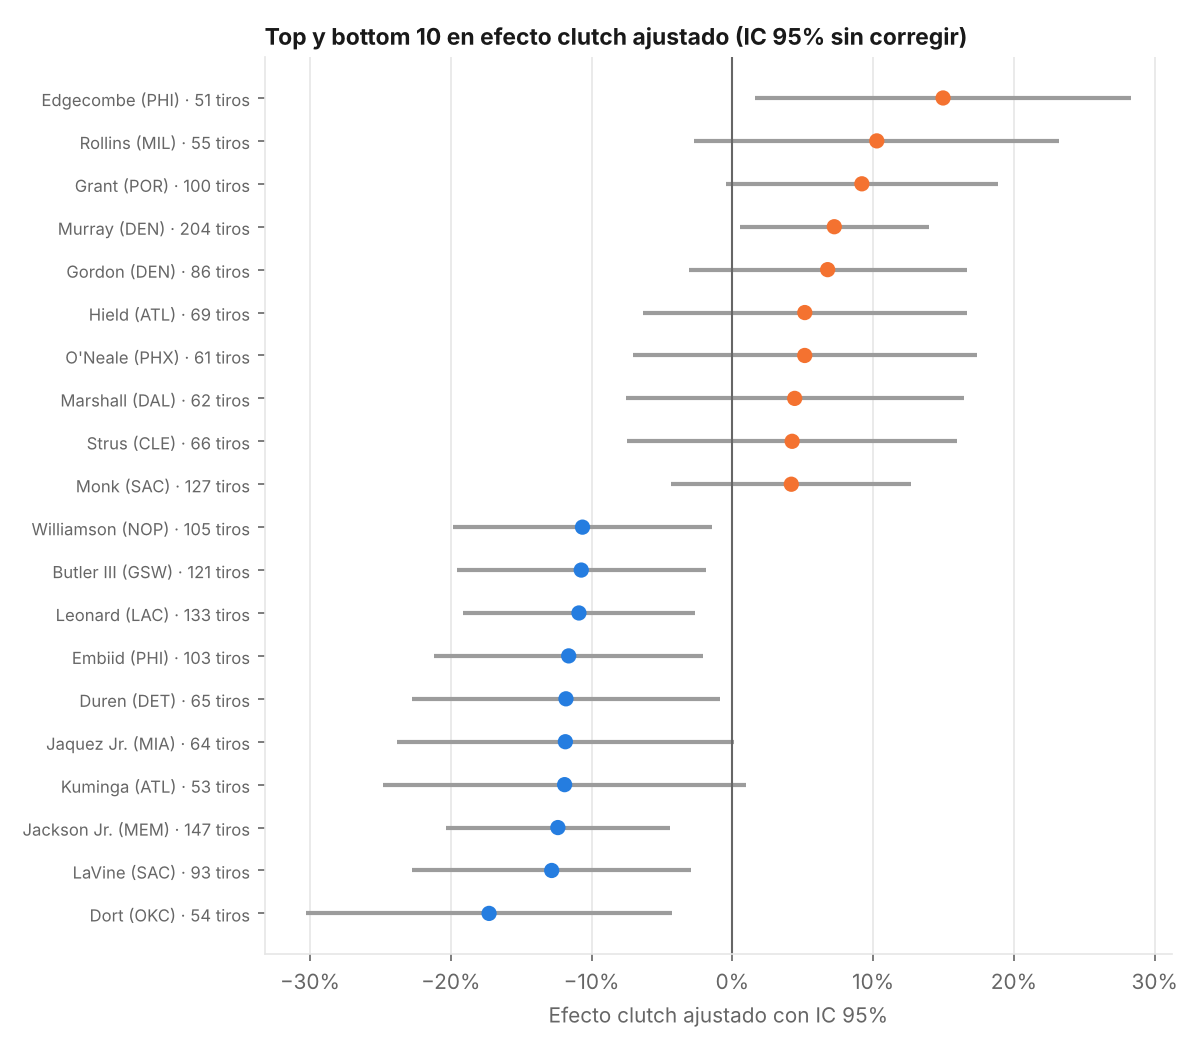 Top y bottom 10 en efecto clutch ajustado (IC 95% sin corregir)
Edgecombe (PHI) · 51 tiros
Rollins (MIL) · 55 tiros
Grant (POR) · 100 tiros
Murray (DEN) · 204 tiros
Gordon (DEN) · 86 tiros
Hield (ATL) · 69 tiros
O'Neale (PHX) · 61 tiros
Marshall (DAL) · 62 tiros
Strus (CLE) · 66 tiros
Monk (SAC) · 127 tiros
Williamson (NOP) · 105 tiros
Butler III (GSW) · 121 tiros
Leonard (LAC) · 133 tiros
Embiid (PHI) · 103 tiros
Duren (DET) · 65 tiros
Jaquez Jr. (MIA) · 64 tiros
Kuminga (ATL) · 53 tiros
Jackson Jr. (MEM) · 147 tiros
LaVine (SAC) · 93 tiros
Dort (OKC) · 54 tiros
−30% −20% −10% 0% 10% 20% 30%
Efecto clutch ajustado con IC 95%